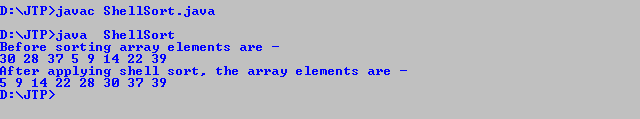 D:\JTP>javac ShellSort.java
D:\JTP>java  ShellSort
Before sorting array elements are -
30 28 37 5 9 14 22 39
After applying shell sort, the array elements are -
5 9 14 22 28 30 37 39
D:\JTP>